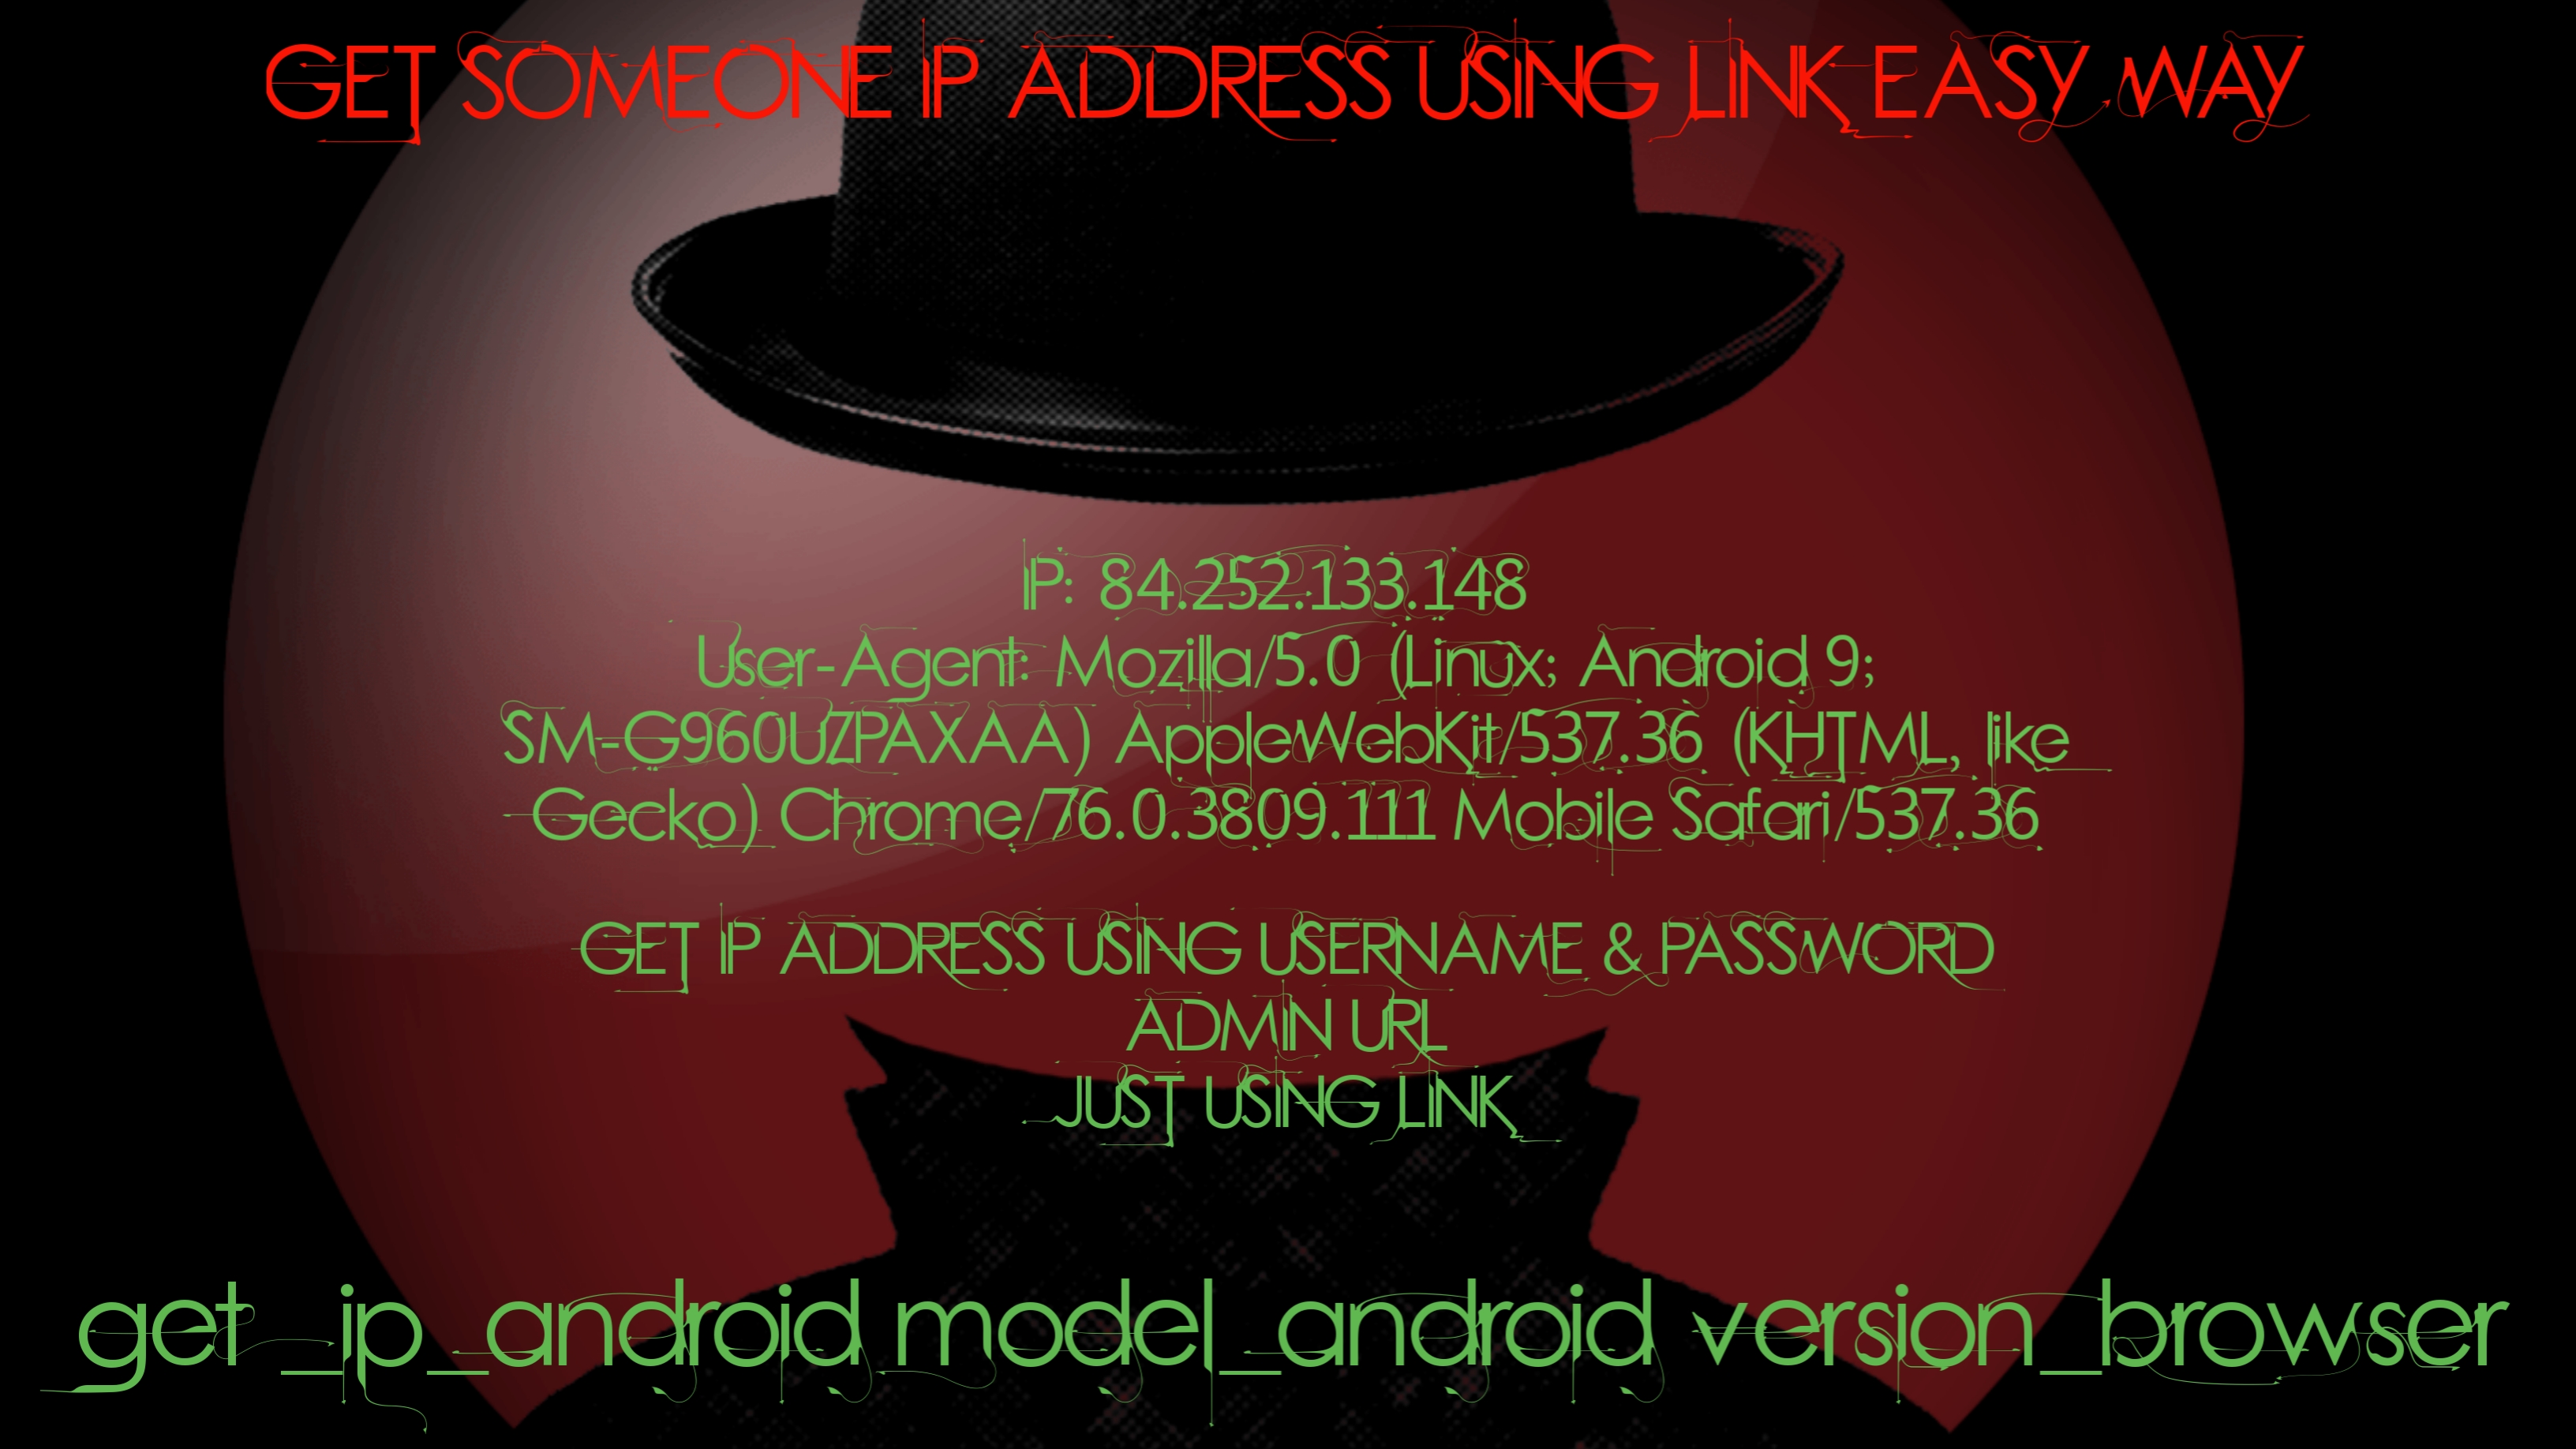 GET SOMEONE IP ADDRESS USING LINK EASY WAY
IP: 84.252.133.148
User-Agent: Mozilla/5.0 (Linux; Android 9;
SM-G960UZPAXAA) AppleWebKit/537.36 (KHTML, like
Gecko) Chrome/76.0.3809.111 Mobile Safari/537.36
GET IP ADDRESS USING USERNAME & PASSWORD
ADMIN URL
JUST USING LINK
get_ip_android model_android version_browser